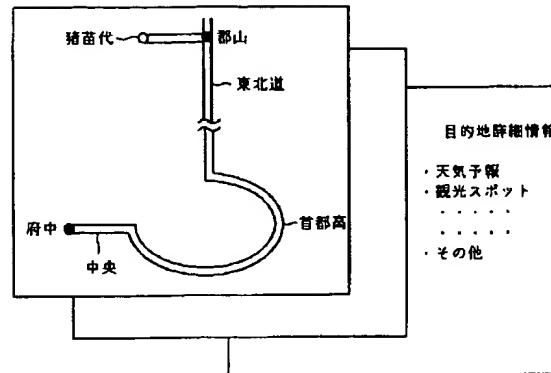 猪苗代
郡山
東北道
首都高
府中
中央
目的地詳細情報
・天気予報
・観光スポット
・・・・・
・・・・・
・その他